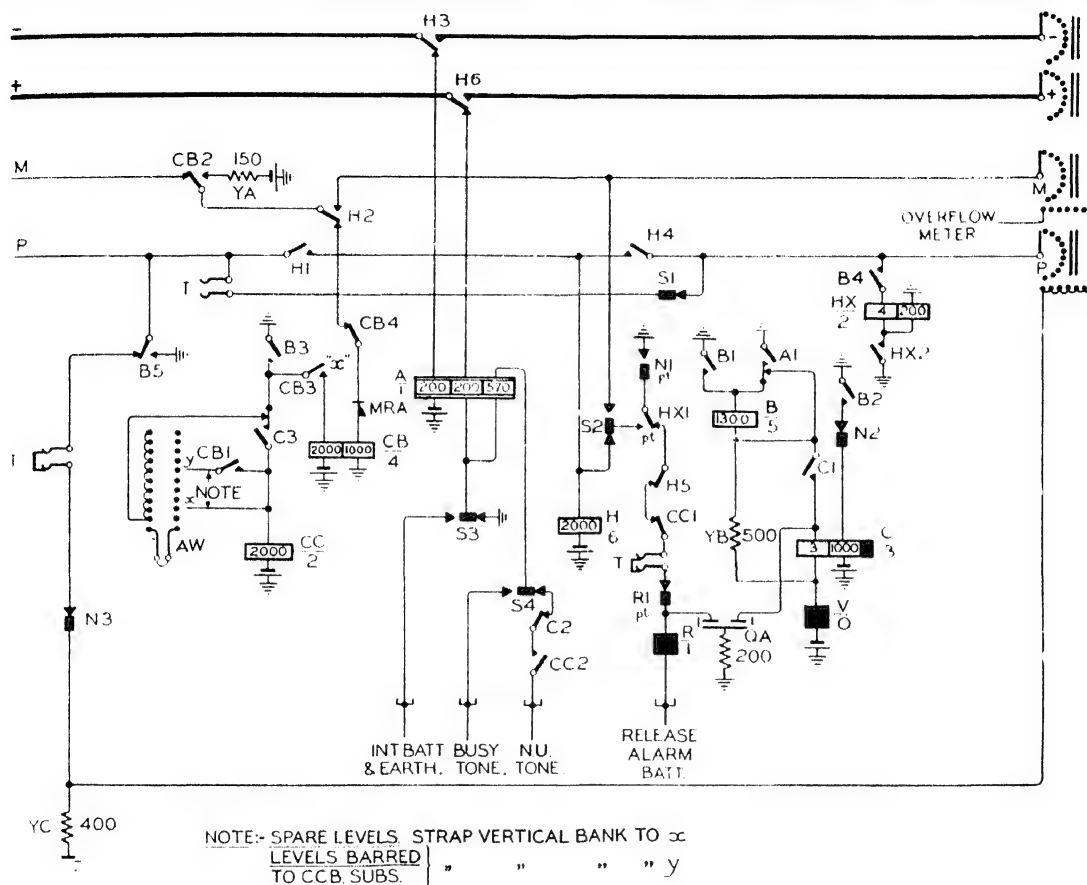 H3
-
-
H6
+
+
M
CB2
150
YA
H2
M
OVERFLOW
METER
P
H1
H4
P
T
S1
B4
HX
2
4
200
HX2
B5
B3
CB3
"x"
CB4
MRA
A
1
200
200
570
N1
pt
B1
A1
B2
HX1
pt
S2
1300
B
5
N2
C3
CB1
y
NOTE
x
AW
2000
1000
CB
4
H5
C1
CC1
2000
CC
2
S3
2000
H
6
YB
500
3
1000
C
3
T
T
S4
R1
pt
V
0
N3
C2
CC2
R
1
QA
1
1
200
INT BATT
& EARTH.
BUSY
TONE.
N.U.
TONE.
RELEASE
ALARM
BATT.
YC
400
NOTE:- SPARE LEVELS. STRAP VERTICAL BANK TO x
LEVELS BARRED
TO CCB. SUBS. } " " " " y